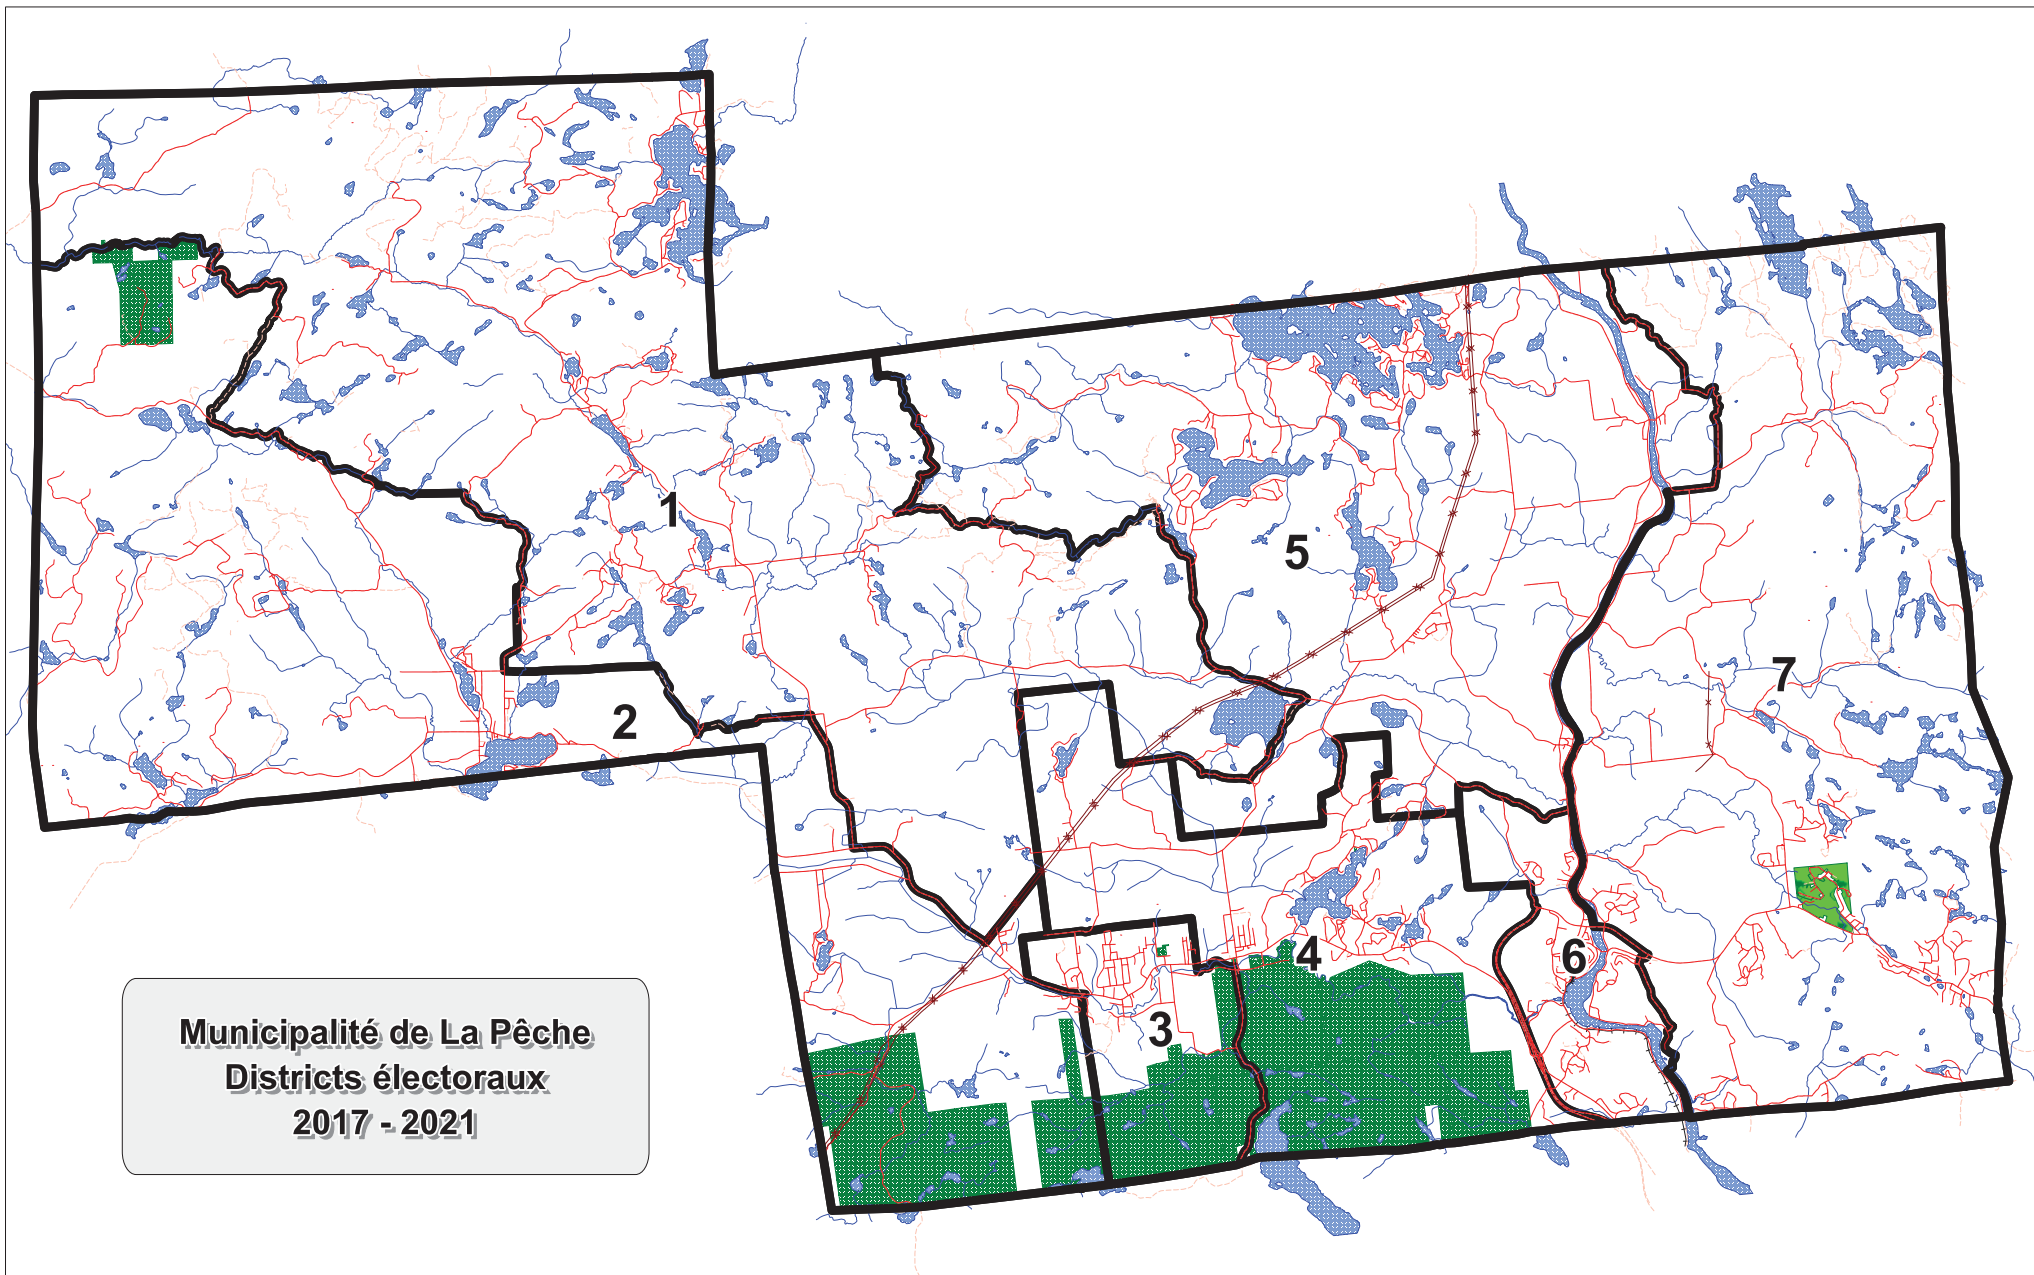 1
5
7
2
4
6
3
Municipalité de La Pêche
Districts électoraux
2017 - 2021